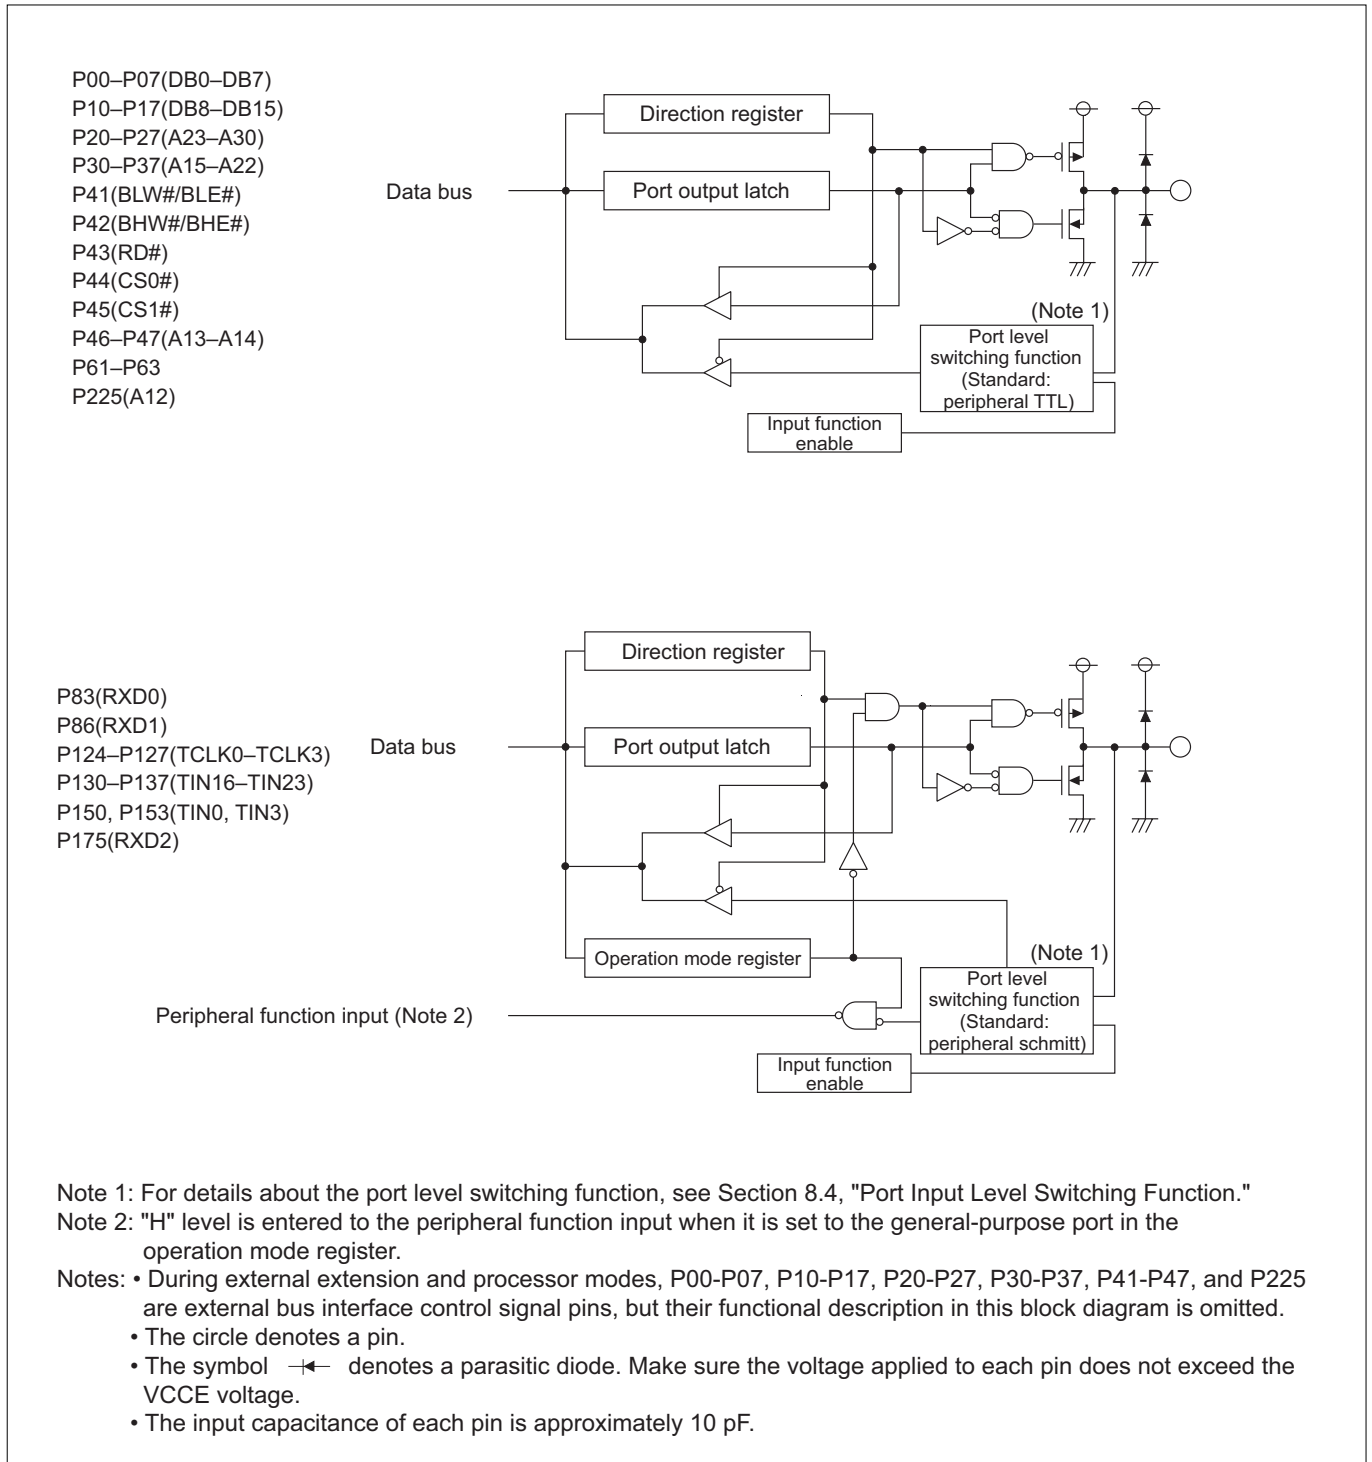 P00–P07(DB0–DB7)
P10–P17(DB8–DB15)
P20–P27(A23–A30)
P30–P37(A15–A22)
P41(BLW#/BLE#)
P42(BHW#/BHE#)
P43(RD#)
P44(CS0#)
P45(CS1#)
P46–P47(A13–A14)
P61–P63
P225(A12)
Data bus
Direction register
Port output latch
(Note 1)
Port level
switching function
(Standard:
peripheral TTL)
Input function
enable
P83(RXD0)
P86(RXD1)
P124–P127(TCLK0–TCLK3)
P130–P137(TIN16–TIN23)
P150, P153(TIN0, TIN3)
P175(RXD2)
Data bus
Direction register
Port output latch
Operation mode register
(Note 1)
Port level
switching function
(Standard:
peripheral schmitt)
Peripheral function input (Note 2)
Input function
enable
Note 1: For details about the port level switching function, see Section 8.4, "Port Input Level Switching Function."
Note 2: "H" level is entered to the peripheral function input when it is set to the general-purpose port in the
operation mode register.
Notes: • During external extension and processor modes, P00-P07, P10-P17, P20-P27, P30-P37, P41-P47, and P225
are external bus interface control signal pins, but their functional description in this block diagram is omitted.
• The circle denotes a pin.
• The symbol denotes a parasitic diode. Make sure the voltage applied to each pin does not exceed the
VCCE voltage.
• The input capacitance of each pin is approximately 10 pF.